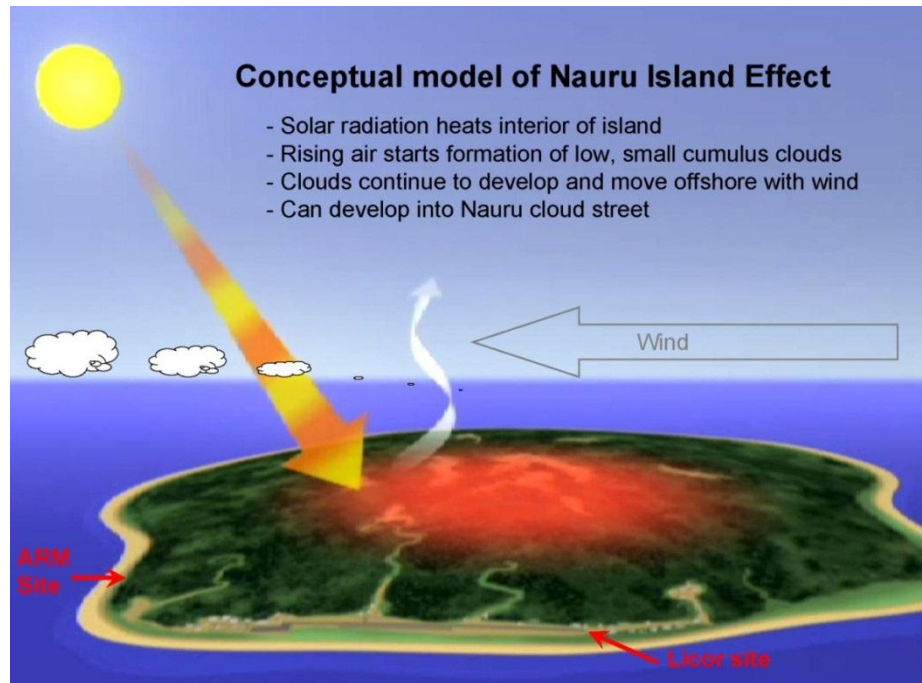 Conceptual model of Nauru Island Effect
- Solar radiation heats interior of island
- Rising air starts formation of low, small cumulus clouds
- Clouds continue to develop and move offshore with wind
- Can develop into Nauru cloud street
Wind
ARM
Site
Licor site